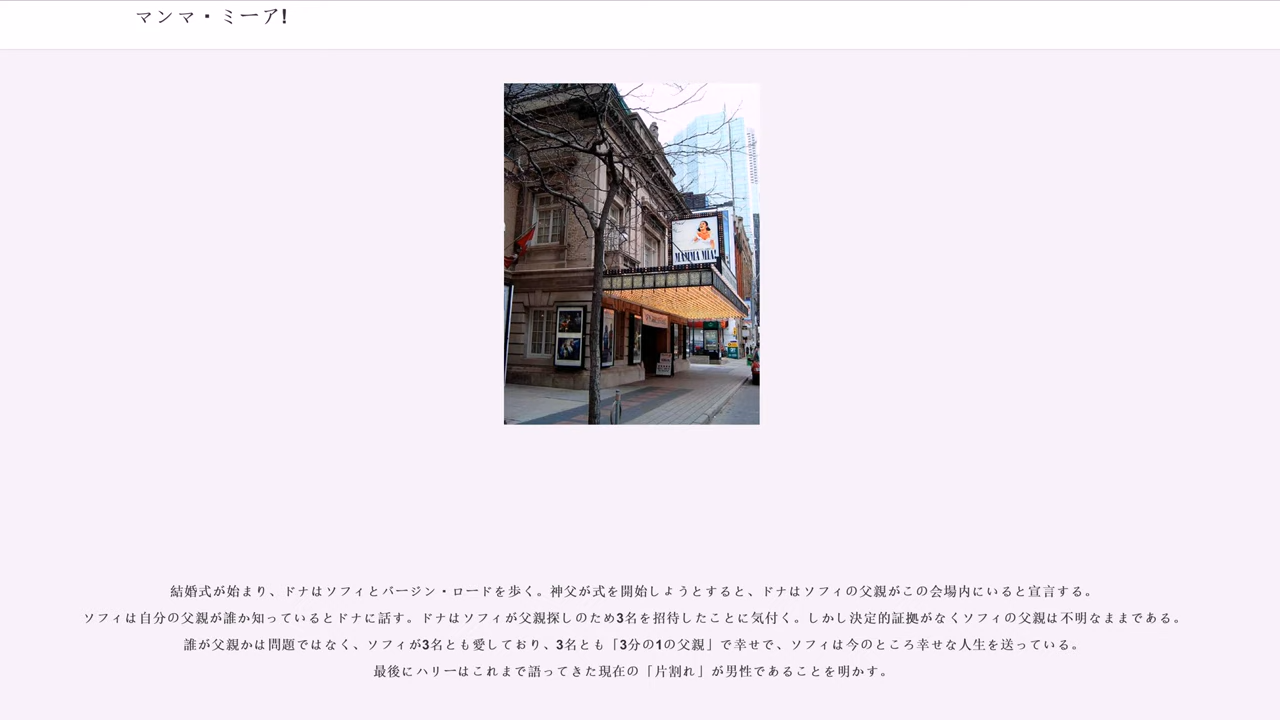 マンマ・ミーア!
MAMMA MIA!
結婚式が始まり、ドナはソフィとバージン・ロードを歩く。神父が式を開始しようとすると、ドナはソフィの父親がこの会場内にいると宣言する。
ソフィは自分の父親が誰か知っているとドナに話す。ドナはソフィが父親探しのため3名を招待したことに気付く。しかし決定的証拠がなくソフィの父親は不明なままである。
誰が父親かは問題ではなく、ソフィが3名とも愛しており、3名とも「3分の1の父親」で幸せで、ソフィは今のところ幸せな人生を送っている。
最後にハリーはこれまで語ってきた現在の「片割れ」が男性であることを明かす。